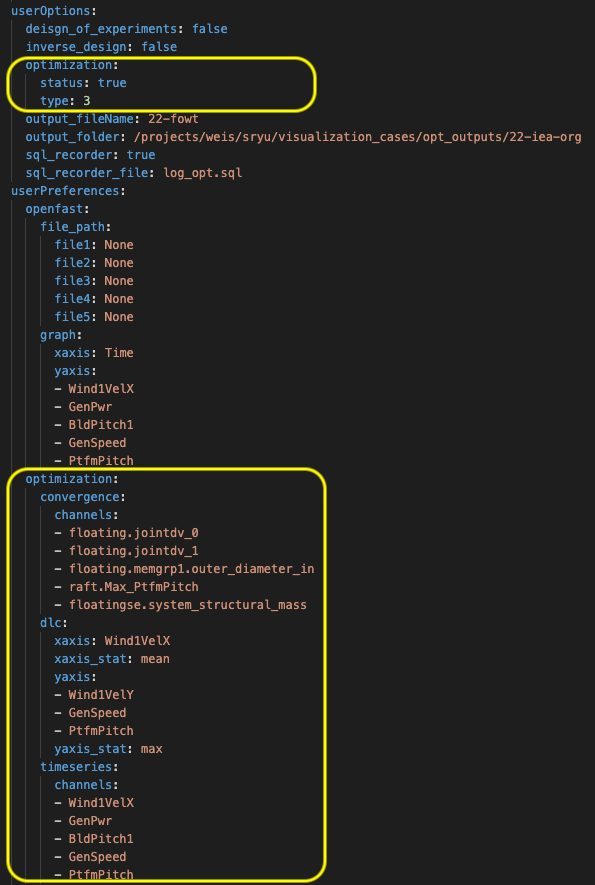 userOptions:
  deisgn_of_experiments: false
  inverse_design: false
  optimization:
    status: true
    type: 3
  output_fileName: 22-fowt
  output_folder: /projects/weis/sryu/visualization_cases/opt_outputs/22-iea-org
  sql_recorder: true
  sql_recorder_file: log_opt.sql
userPreferences:
  openfast:
    file_path:
      file1: None
      file2: None
      file3: None
      file4: None
      file5: None
    graph:
      xaxis: Time
      yaxis:
      - Wind1VelX
      - GenPwr
      - BldPitch1
      - GenSpeed
      - PtfmPitch
  optimization:
    convergence:
      channels:
      - floating.jointdv_0
      - floating.jointdv_1
      - floating.memgrp1.outer_diameter_in
      - raft.Max_PtfmPitch
      - floatingse.system_structural_mass
    dlc:
      xaxis: Wind1VelX
      xaxis_stat: mean
      yaxis:
      - Wind1VelY
      - GenSpeed
      - PtfmPitch
      yaxis_stat: max
    timeseries:
      channels:
      - Wind1VelX
      - GenPwr
      - BldPitch1
      - GenSpeed
      - PtfmPitch